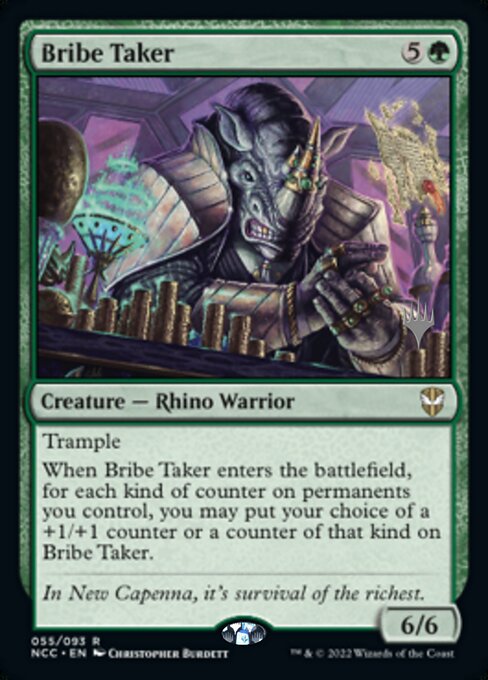 Bribe Taker 5
Creature — Rhino Warrior
Trample
When Bribe Taker enters the battlefield,
for each kind of counter on permanents
you control, you may put your choice of a
+1/+1 counter or a counter of that kind on
Bribe Taker.
In New Capenna, it's survival of the richest.
6/6
055/093 R
NCC • EN Christopher Burdett ™ & © 2022 Wizards of the Coast